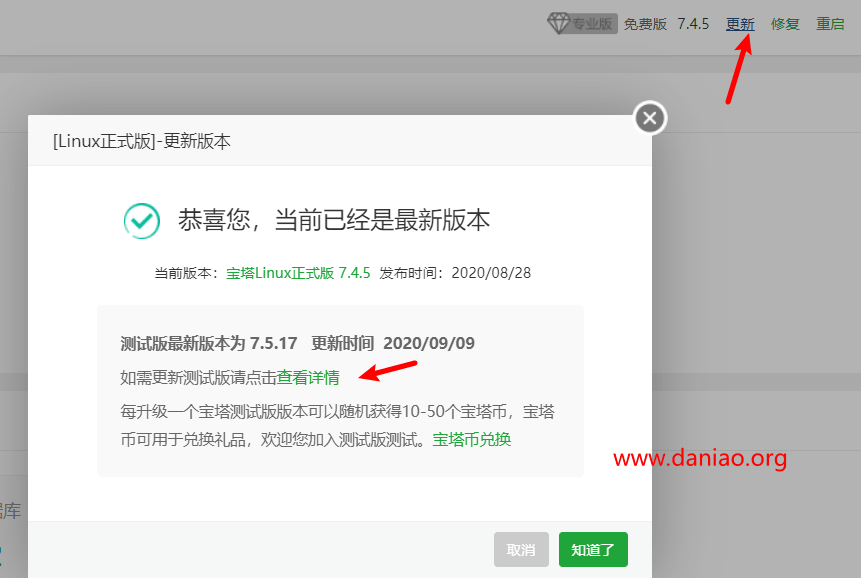 专业版 免费版 7.4.5 更新 修复 重启
[Linux正式版]-更新版本
恭喜您，当前已经是最新版本
当前版本：宝塔Linux正式版 7.4.5 发布时间：2020/08/28
测试版最新版本为 7.5.17 更新时间 2020/09/09
如需更新测试版请点击查看详情
每升级一个宝塔测试版版本可以随机获得10-50个宝塔币，宝塔
币可用于兑换礼品，欢迎您加入测试版测试。宝塔币兑换
www.daniao.org
库
取消 知道了